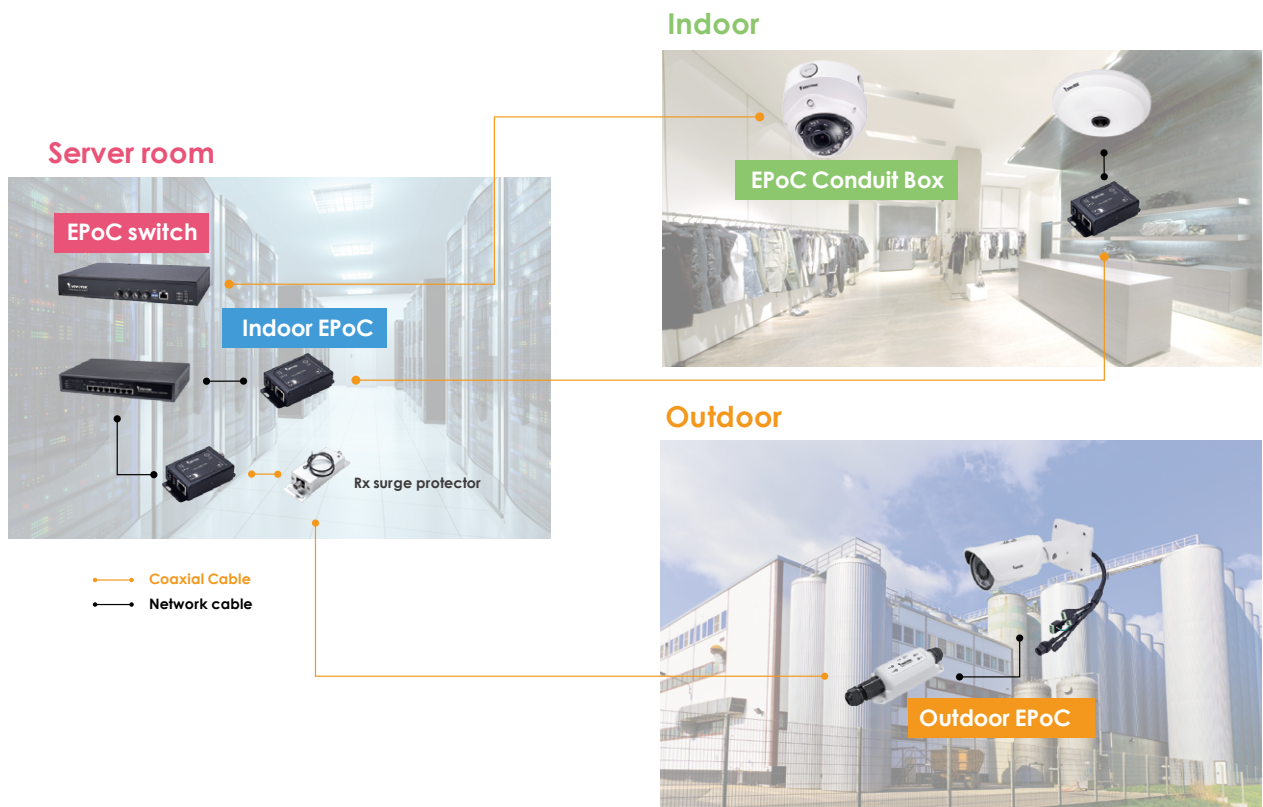 Indoor
EPoC Conduit Box
Server room
EPoC switch
Indoor EPoC
Rx surge protector
Coaxial Cable
Network cable
Outdoor
Outdoor EPoC